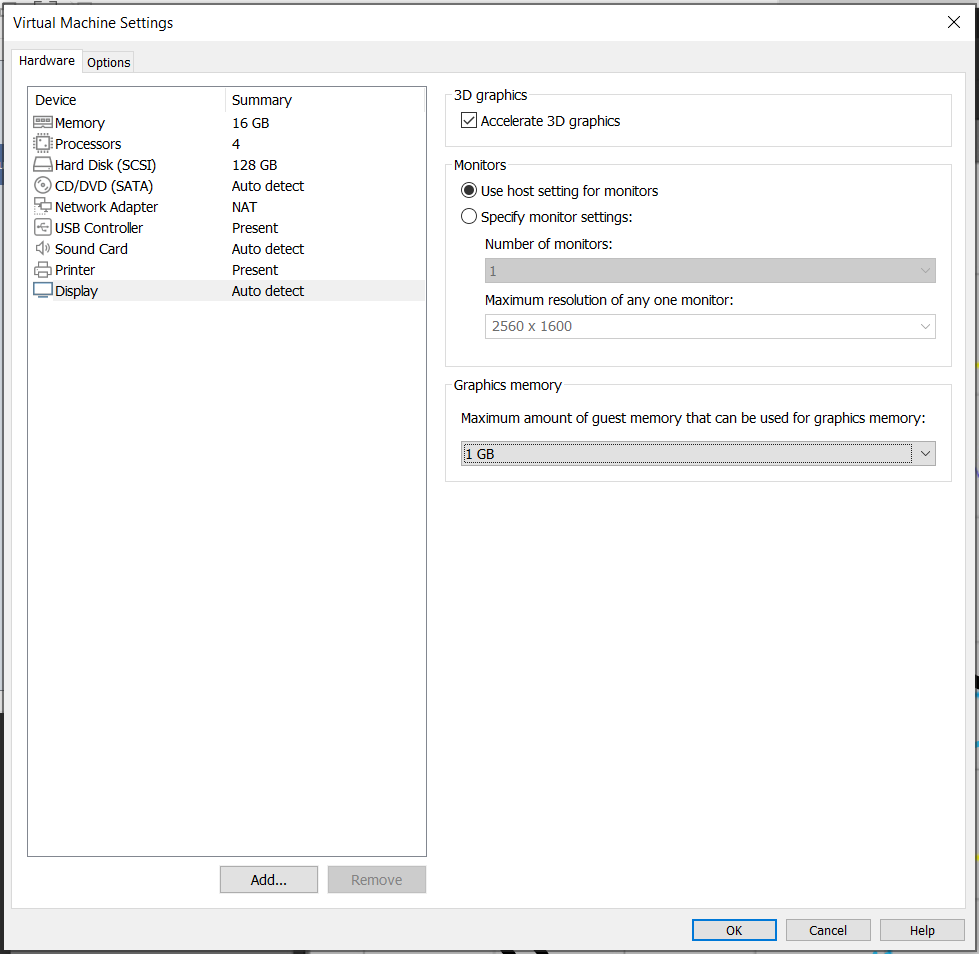 Virtual Machine Settings
Hardware
Options
Device Summary
Memory 16 GB
Processors 4
Hard Disk (SCSI) 128 GB
CD/DVD (SATA) Auto detect
Network Adapter NAT
USB Controller Present
Sound Card Auto detect
Printer Present
Display Auto detect
Add...
Remove
3D graphics
Accelerate 3D graphics
Monitors
Use host setting for monitors
Specify monitor settings:
Number of monitors:
1
Maximum resolution of any one monitor:
2560 x 1600
Graphics memory
Maximum amount of guest memory that can be used for graphics memory:
1 GB
OK
Cancel
Help